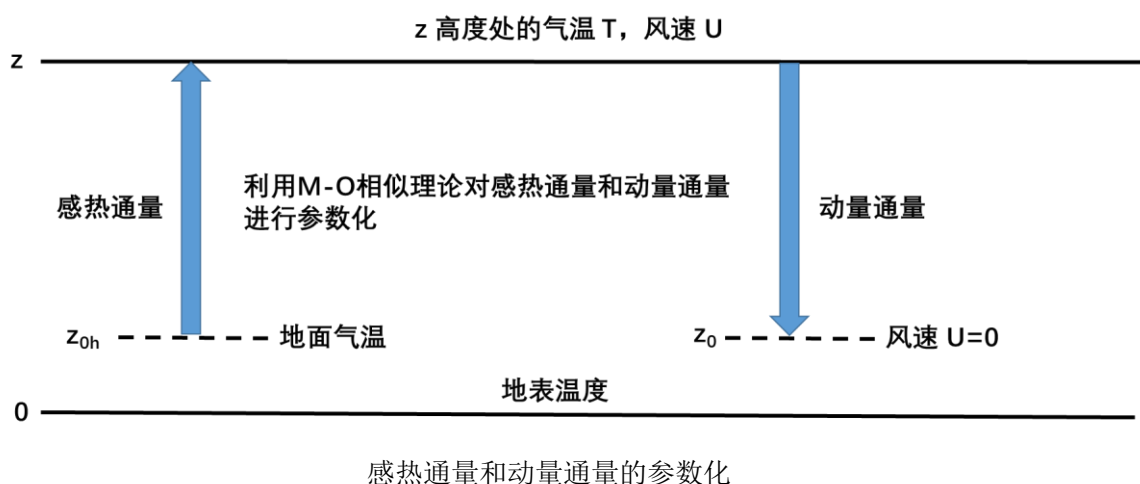 z 高度处的气温 T，风速 U
z
感热通量
利用M-O相似理论对感热通量和动量通量
进行参数化
动量通量
z0h
地面气温
z0
风速 U=0
地表温度
0
感热通量和动量通量的参数化